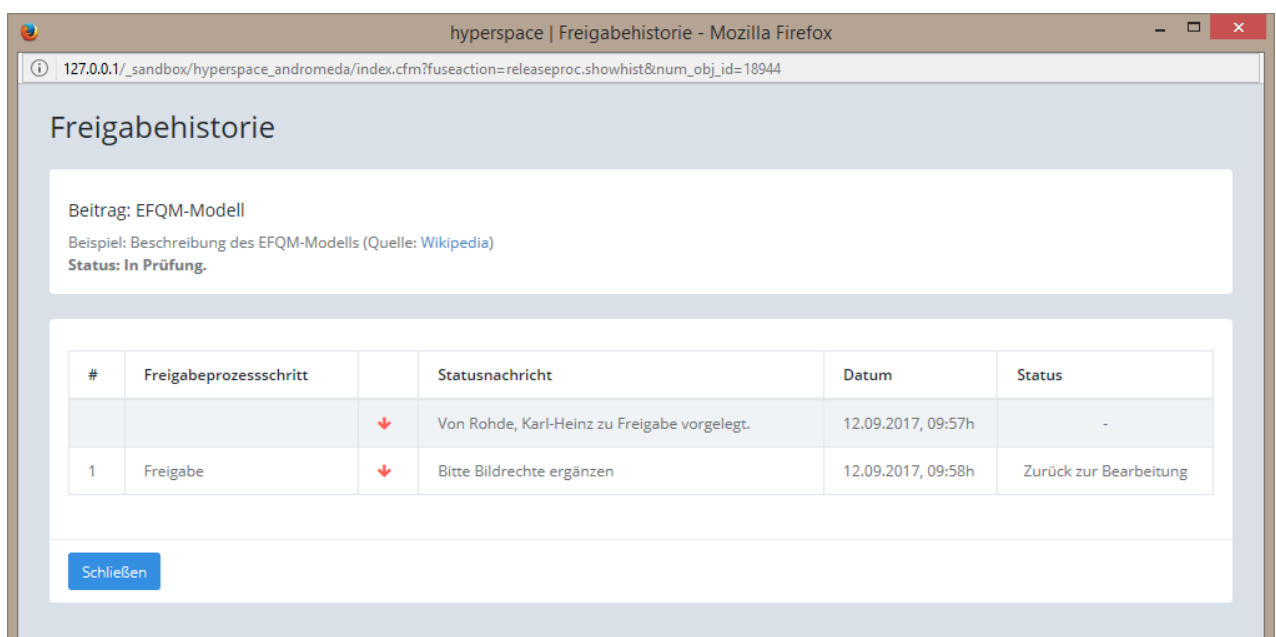 hyperspace | Freigabehistorie - Mozilla Firefox
127.0.0.1/_sandbox/hyperspace_andromeda/index.cfm?fuseaction=releaseproc.showhist&num_obj_id=18944
Freigabehistorie
Beitrag: EFQM-Modell
Beispiel: Beschreibung des EFQM-Modells (Quelle: Wikipedia)
Status: In Prüfung.
# Freigabeprozessschritt Statusnachricht Datum Status
Von Rohde, Karl-Heinz zu Freigabe vorgelegt. 12.09.2017, 09:57h -
1 Freigabe Bitte Bildrechte ergänzen 12.09.2017, 09:58h Zurück zur Bearbeitung
Schließen